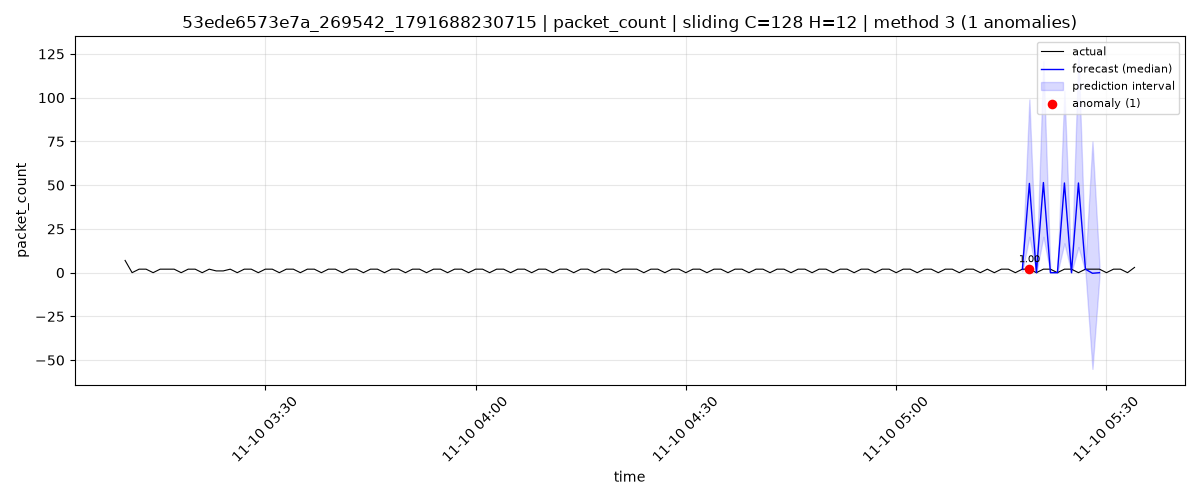 53ede6573e7a_269542_1791688230715 | packet_count | sliding C=128 H=12 | method 3 (1 anomalies)
actual
forecast (median)
prediction interval
anomaly (1)
packet_count
125
100
75
50
25
0
−25
−50
1.00
11-10 03:30
11-10 04:00
11-10 04:30
11-10 05:00
11-10 05:30
time